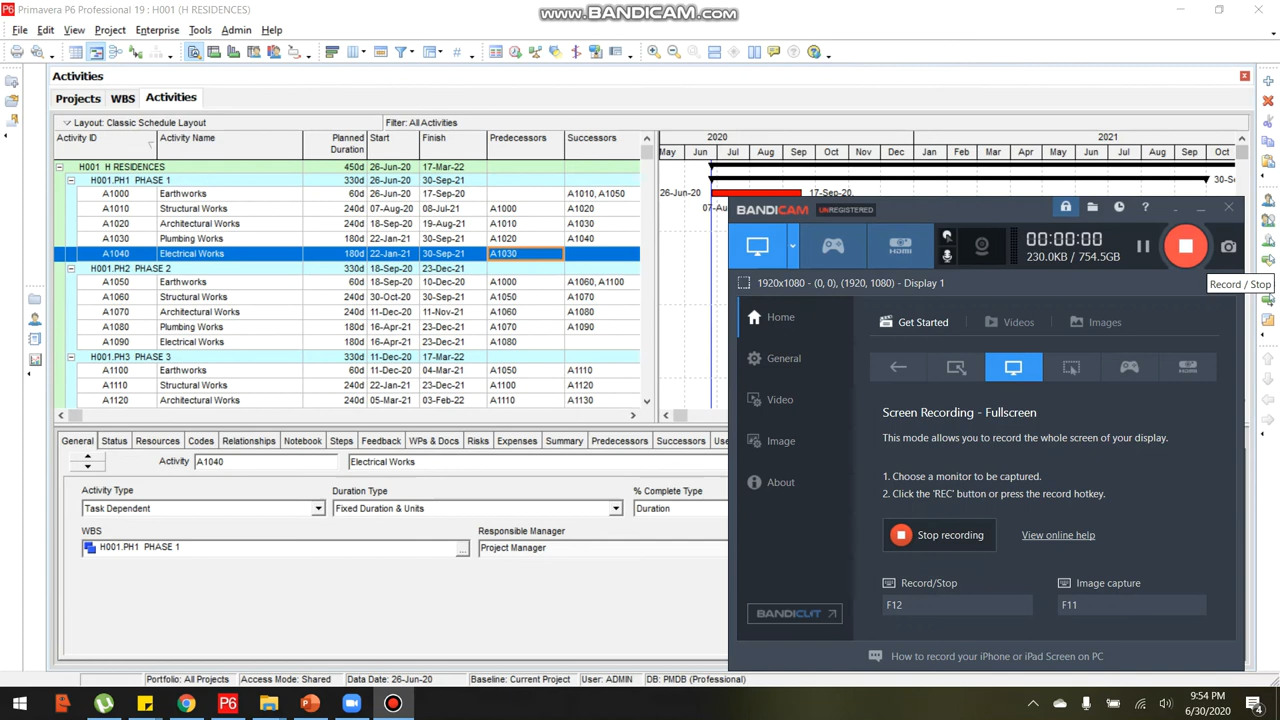 Primavera P6 Professional 19 : H001 (H RESIDENCES)
www.BANDICAM.com
File Edit View Project Enterprise Tools Admin Help
Activities
Projects WBS Activities
Layout: Classic Schedule Layout Filter: All Activities
Activity ID Activity Name Planned Duration Start Finish Predecessors Successors
2020 2021
May Jun Jul Aug Sep Oct Nov Dec Jan Feb Mar Apr May Jun Jul Aug Sep Oct
H001 H RESIDENCES 450d 26-Jun-20 17-Mar-22
H001.PH1 PHASE 1 330d 26-Jun-20 30-Sep-21 30-S
A1000 Earthworks 60d 26-Jun-20 17-Sep-20 A1010, A1050 26-Jun-20 17-Sep-20
A1010 Structural Works 240d 07-Aug-20 08-Jul-21 A1000 A1020 07-Au
A1020 Architectural Works 240d 18-Sep-20 19-Aug-21 A1010 A1030
A1030 Plumbing Works 180d 22-Jan-21 30-Sep-21 A1020 A1040
A1040 Electrical Works 180d 22-Jan-21 30-Sep-21 A1030
H001.PH2 PHASE 2 330d 18-Sep-20 23-Dec-21
A1050 Earthworks 60d 18-Sep-20 10-Dec-20 A1000 A1060, A1100
A1060 Structural Works 240d 30-Oct-20 30-Sep-21 A1050 A1070
A1070 Architectural Works 240d 11-Dec-20 11-Nov-21 A1060 A1080
A1080 Plumbing Works 180d 16-Apr-21 23-Dec-21 A1070 A1090
A1090 Electrical Works 180d 16-Apr-21 23-Dec-21 A1080
H001.PH3 PHASE 3 330d 11-Dec-20 17-Mar-22
A1100 Earthworks 60d 11-Dec-20 04-Mar-21 A1050 A1110
A1110 Structural Works 240d 22-Jan-21 23-Dec-21 A1100 A1120
A1120 Architectural Works 240d 05-Mar-21 03-Feb-22 A1110 A1130
General Status Resources Codes Relationships Notebook Steps Feedback WPs & Docs Risks Expenses Summary Predecessors Successors Use
Activity A1040 Electrical Works
Activity Type Duration Type % Complete Type
Task Dependent Fixed Duration & Units Duration
WBS Responsible Manager
H001.PH1 PHASE 1 ... Project Manager
Portfolio: All Projects Access Mode: Shared Data Date: 26-Jun-20 Baseline: Current Project User: ADMIN DB: PMDB (Professional)
BANDICAM UNREGISTERED
HDMI
00:00:00
230.0KB / 754.5GB
Record / Stop
1920x1080 - (0, 0), (1920, 1080) - Display 1
Home
General
Video
Image
About
BANDICUT
Get Started Videos Images
Screen Recording - Fullscreen
This mode allows you to record the whole screen of your display.
1. Choose a monitor to be captured.
2. Click the 'REC' button or press the record hotkey.
Stop recording View online help
Record/Stop Image capture
F12 F11
How to record your iPhone or iPad Screen on PC
9:54 PM
6/30/2020
4